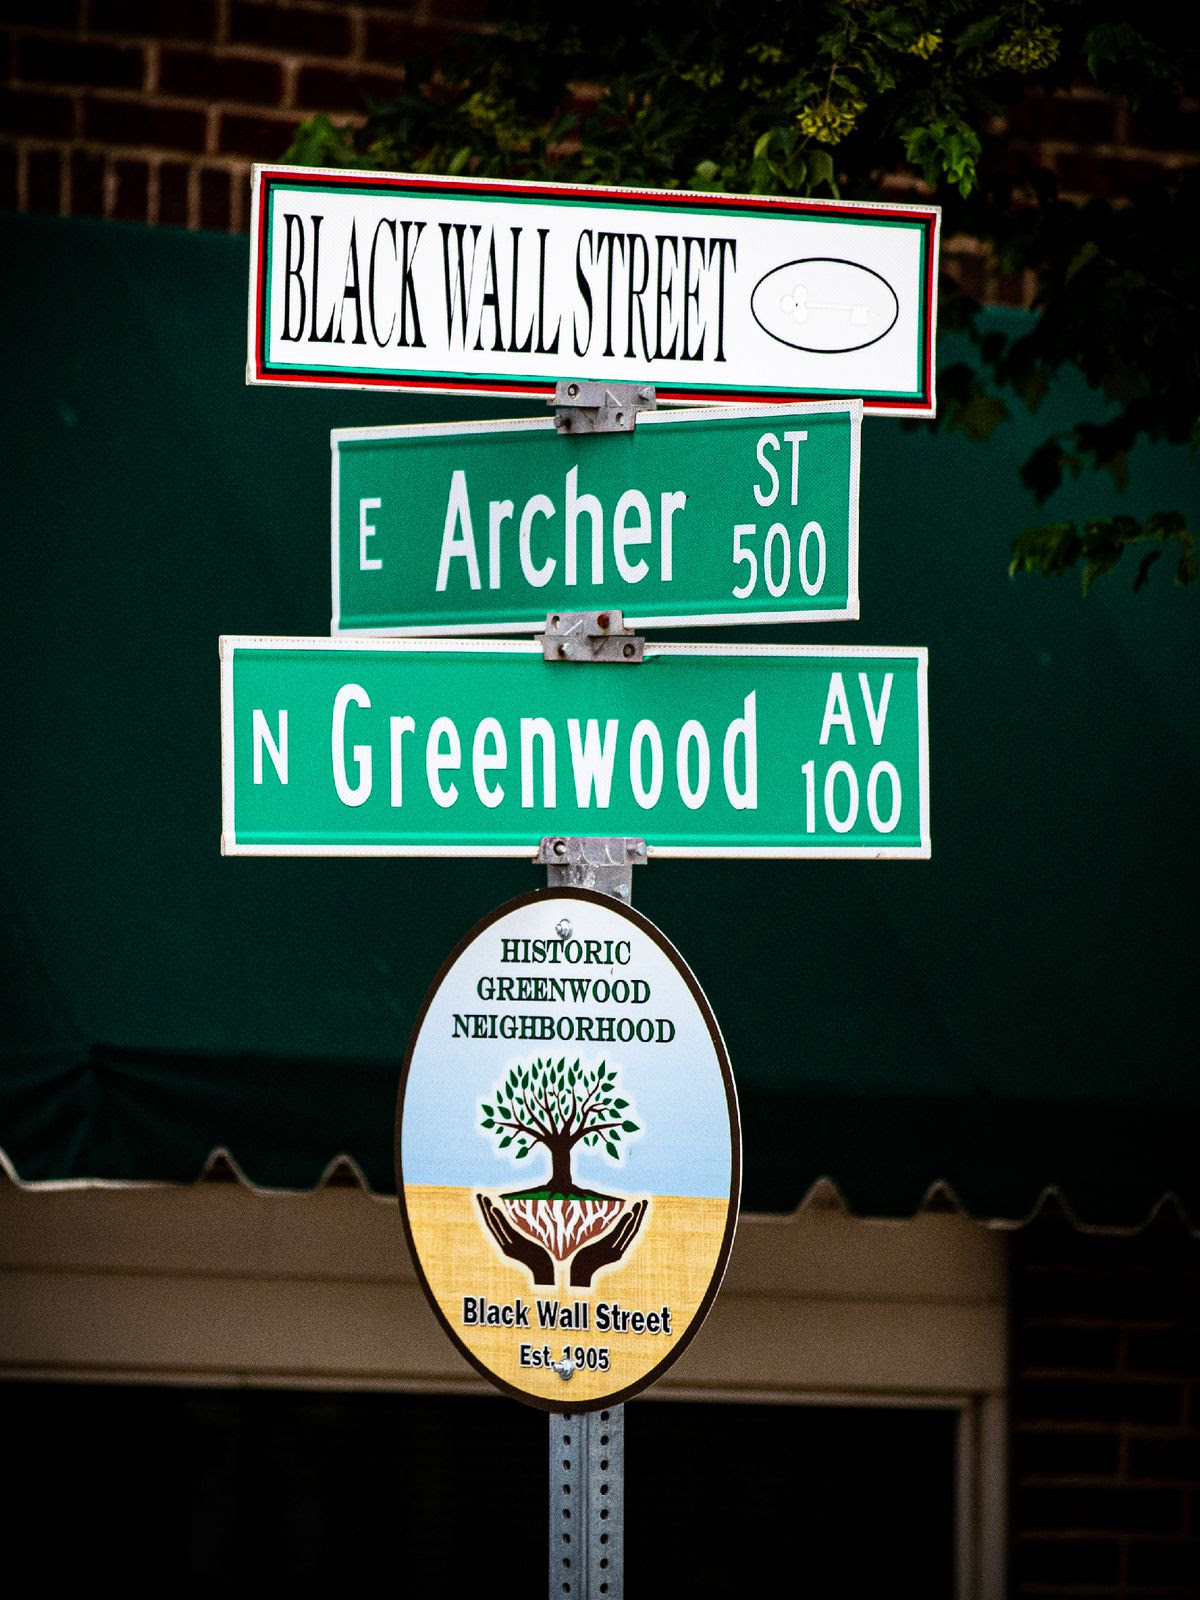 BLACK WALL STREET
E Archer ST 500
N Greenwood AV 100
HISTORIC
GREENWOOD
NEIGHBORHOOD
Black Wall Street
Est. 1905